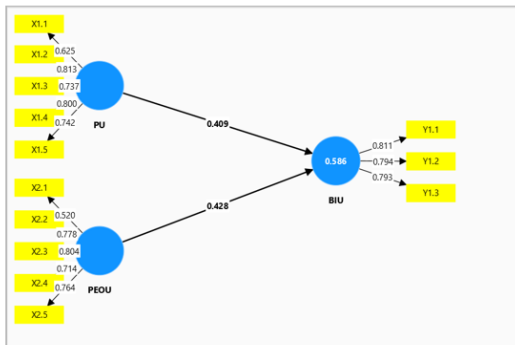 X1.1
X1.2
X1.3
X1.4
X1.5
0.625
0.813
0.737
0.800
0.742
PU
0.409
X2.1
X2.2
X2.3
X2.4
X2.5
0.520
0.778
0.804
0.714
0.764
PEOU
0.428
0.586
BIU
0.811
0.794
0.793
Y1.1
Y1.2
Y1.3